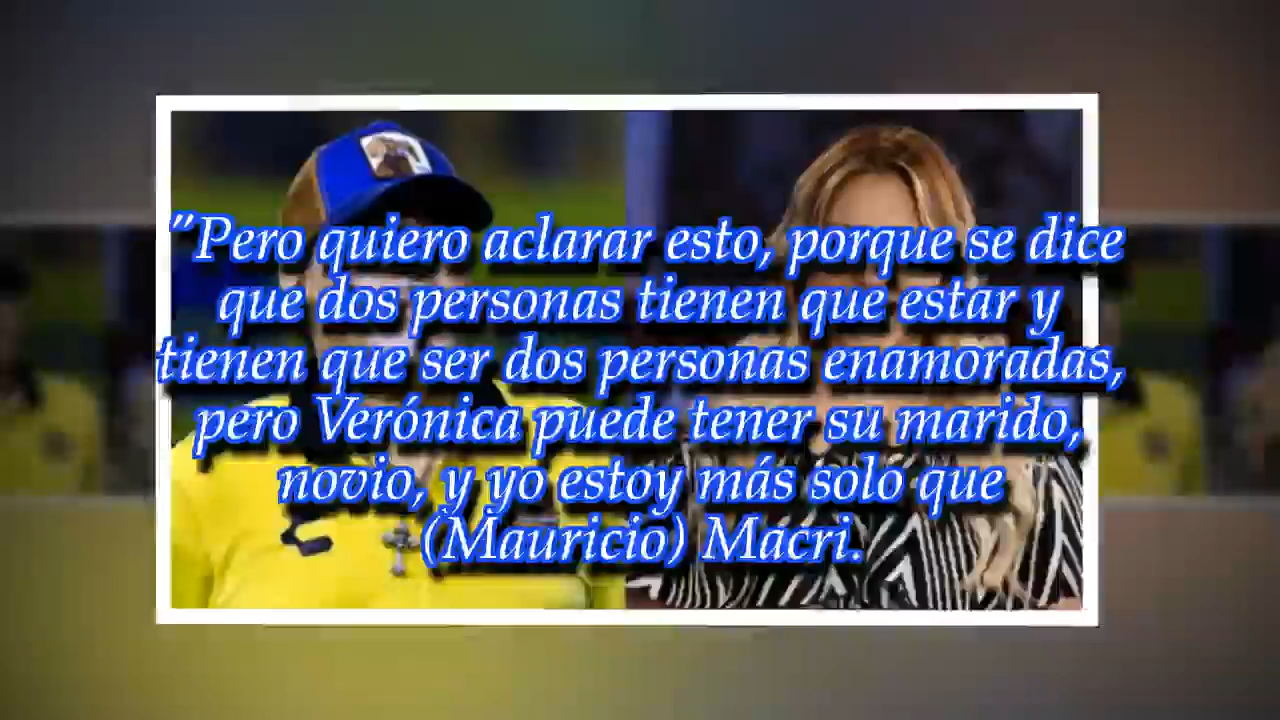 "Pero quiero aclarar esto, porque se dice
que dos personas tienen que estar y
tienen que ser dos personas enamoradas,
pero Verónica puede tener su marido,
novio, y yo estoy más solo que
(Mauricio) Macri.